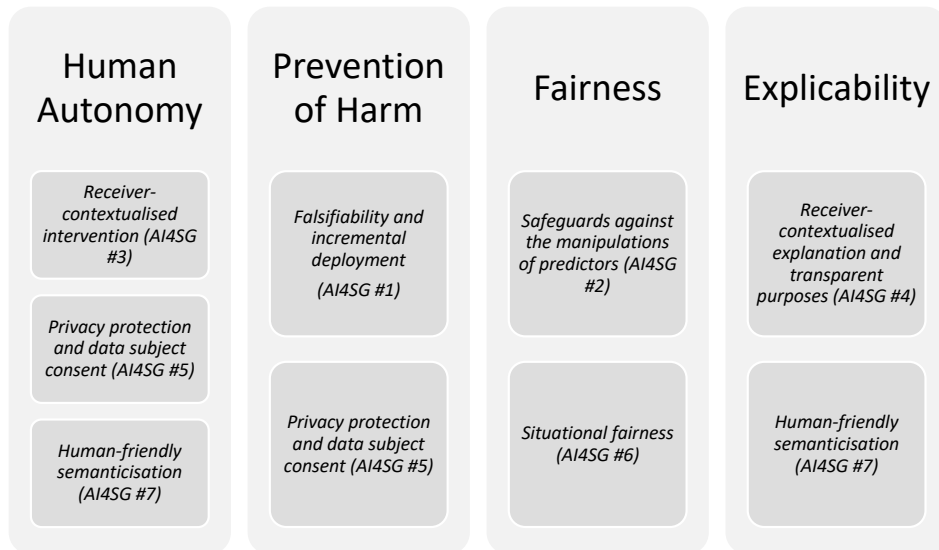 Human
Autonomy
Receiver-
contextualised
intervention (AI4SG
#3)
Privacy protection
and data subject
consent (AI4SG #5)
Human-friendly
semanticisation
(AI4SG #7)
Prevention
of Harm
Falsifiability and
incremental
deployment
(AI4SG #1)
Privacy protection
and data subject
consent (AI4SG #5)
Fairness
Safeguards against
the manipulations
of predictors (AI4SG
#2)
Situational fairness
(AI4SG #6)
Explicability
Receiver-
contextualised
explanation and
transparent
purposes (AI4SG #4)
Human-friendly
semanticisation
(AI4SG #7)